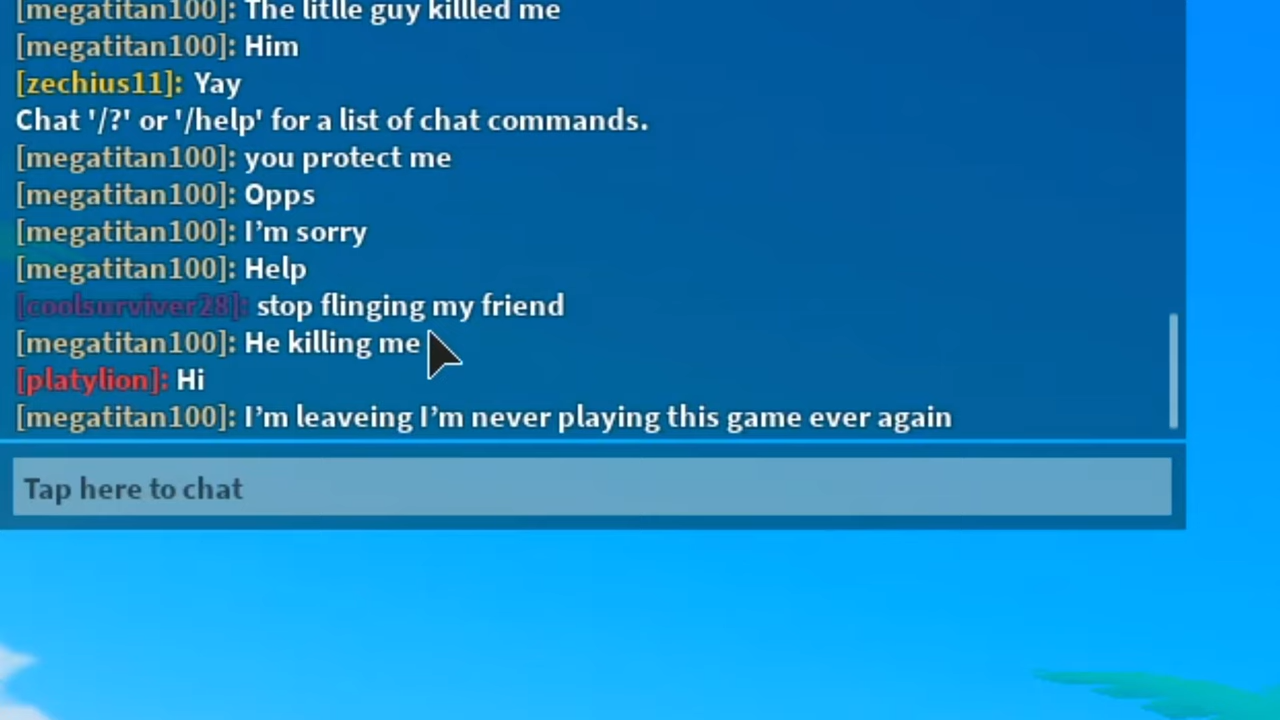 [megatitan100]: The litlle guy killled me
[megatitan100]: Him
[zechius11]: Yay
Chat '/?' or '/help' for a list of chat commands.
[megatitan100]: you protect me
[megatitan100]: Opps
[megatitan100]: I’m sorry
[megatitan100]: Help
[coolsurviver28]: stop flinging my friend
[megatitan100]: He killing me
[platylion]: Hi
[megatitan100]: I’m leaveing I’m never playing this game ever again
Tap here to chat